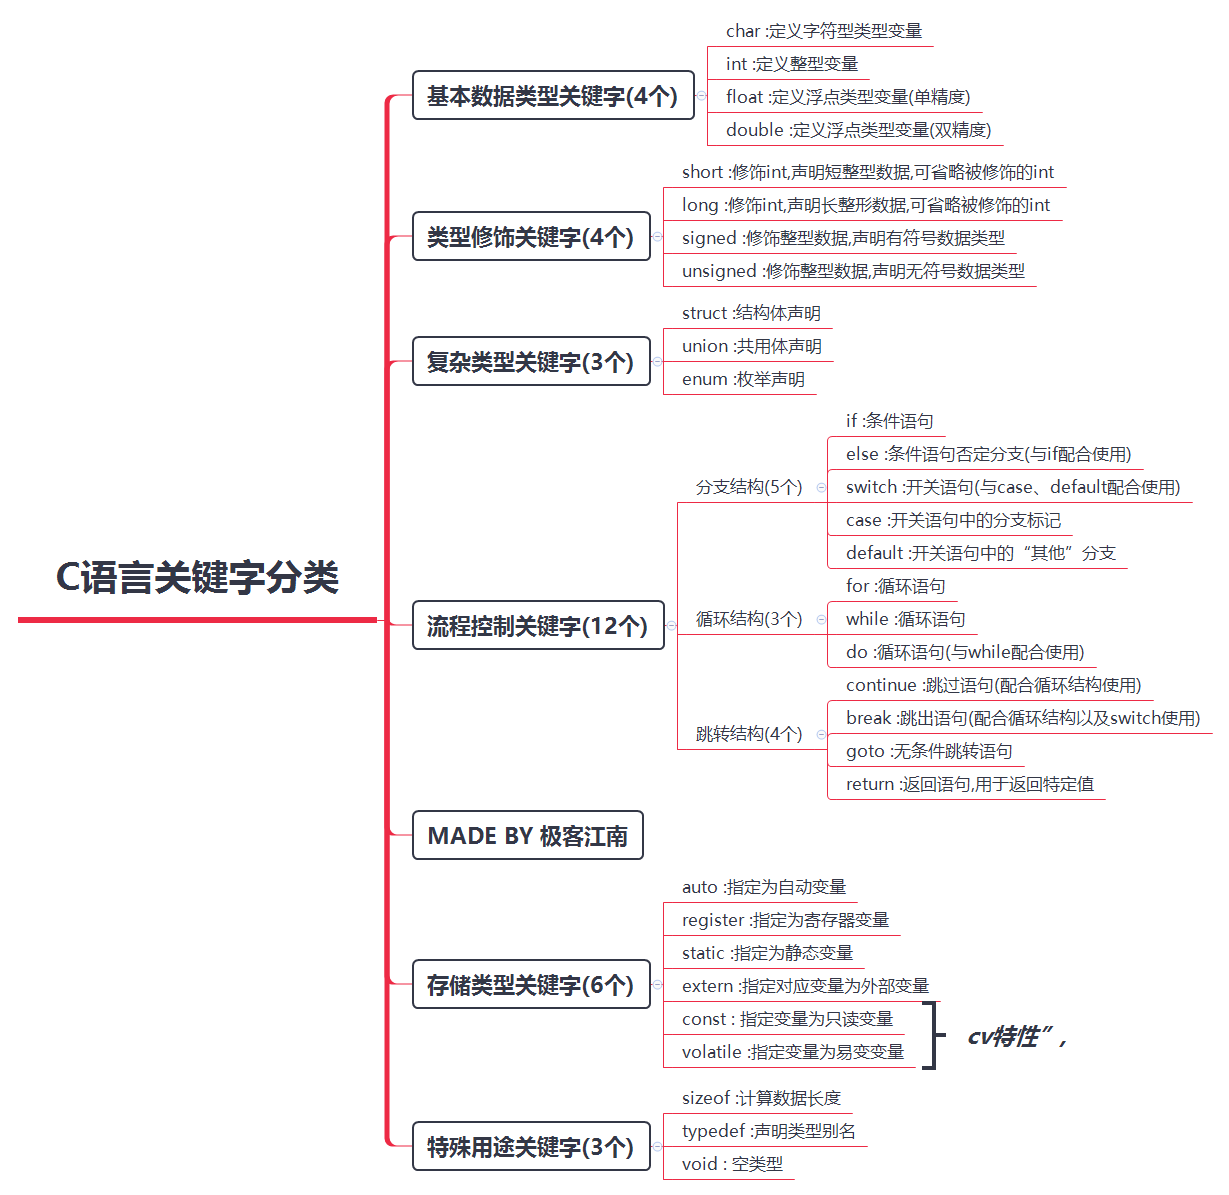 C语言关键字分类
基本数据类型关键字(4个)
char :定义字符型类型变量
int :定义整型变量
float :定义浮点类型变量(单精度)
double :定义浮点类型变量(双精度)
类型修饰关键字(4个)
short :修饰int,声明短整型数据,可省略被修饰的int
long :修饰int,声明长整形数据,可省略被修饰的int
signed :修饰整型数据,声明有符号数据类型
unsigned :修饰整型数据,声明无符号数据类型
复杂类型关键字(3个)
struct :结构体声明
union :共用体声明
enum :枚举声明
流程控制关键字(12个)
分支结构(5个)
if :条件语句
else :条件语句否定分支(与if配合使用)
switch :开关语句(与case、default配合使用)
case :开关语句中的分支标记
default :开关语句中的“其他”分支
循环结构(3个)
for :循环语句
while :循环语句
do :循环语句(与while配合使用)
跳转结构(4个)
continue :跳过语句(配合循环结构使用)
break :跳出语句(配合循环结构以及switch使用)
goto :无条件跳转语句
return :返回语句,用于返回特定值
MADE BY 极客江南
存储类型关键字(6个)
auto :指定为自动变量
register :指定为寄存器变量
static :指定为静态变量
extern :指定对应变量为外部变量
const : 指定变量为只读变量
volatile :指定变量为易变变量
cv特性”,
特殊用途关键字(3个)
sizeof :计算数据长度
typedef :声明类型别名
void : 空类型